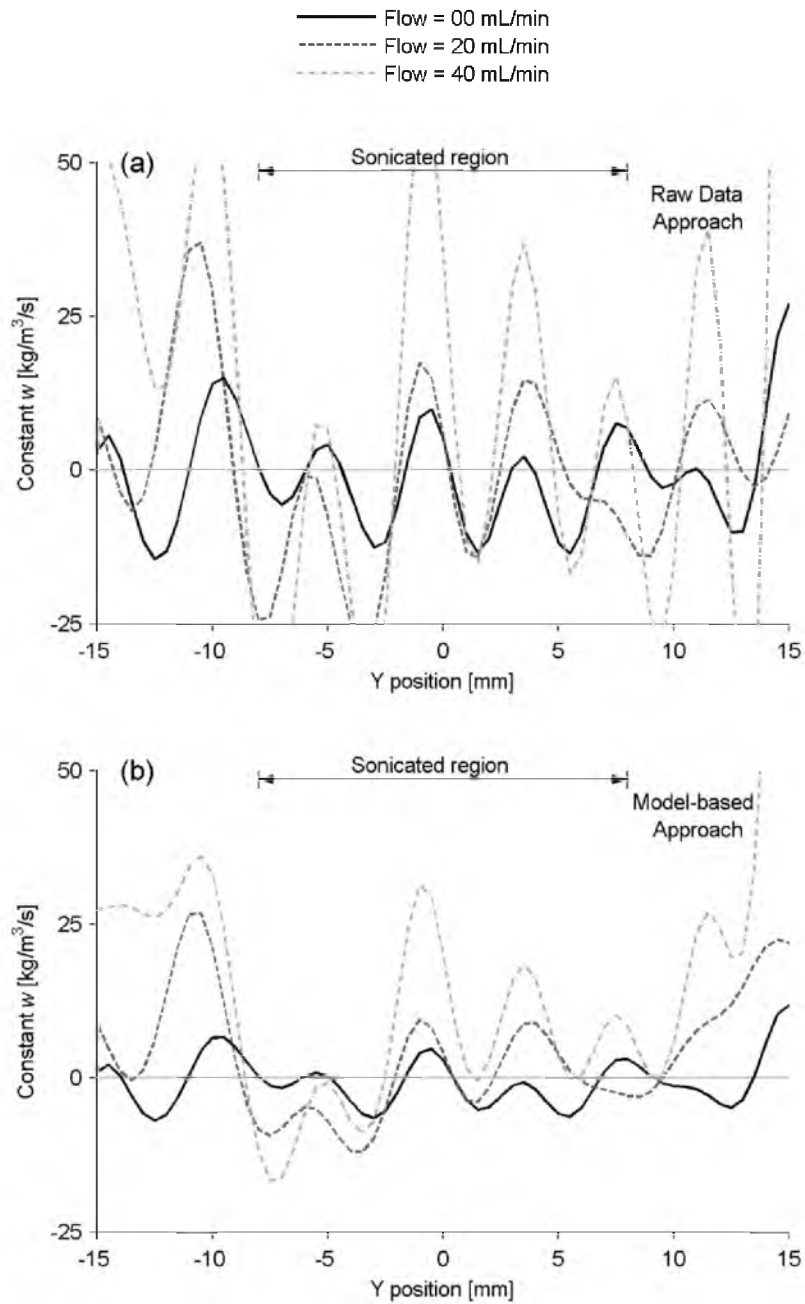 Flow = 00 mL/min
Flow = 20 mL/min
Flow = 40 mL/min
(a)
Sonicated region
Raw Data
Approach
50
25
0
-25
Constant w [kg/m³/s]
-15 -10 -5 0 5 10 15
Y position [mm]
(b)
Sonicated region
Model-based
Approach
50
25
0
-25
Constant w [kg/m³/s]
-15 -10 -5 0 5 10 15
Y position [mm]